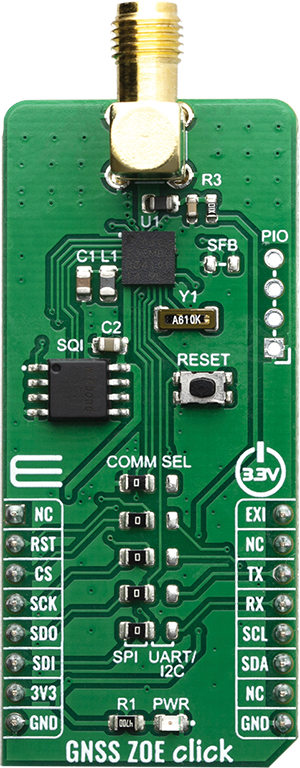 R3
U1
SFB
PIO
C1 L1
Y1
A610K
C2
SQI
RESET
COMM SEL
3.3V
NC
EXI
RST
NC
CS
TX
SCK
RX
SDO
SCL
SDI
SDA
SPI
UART/
I2C
3V3
NC
R1
PWR
GND
GND
GNSS ZOE click